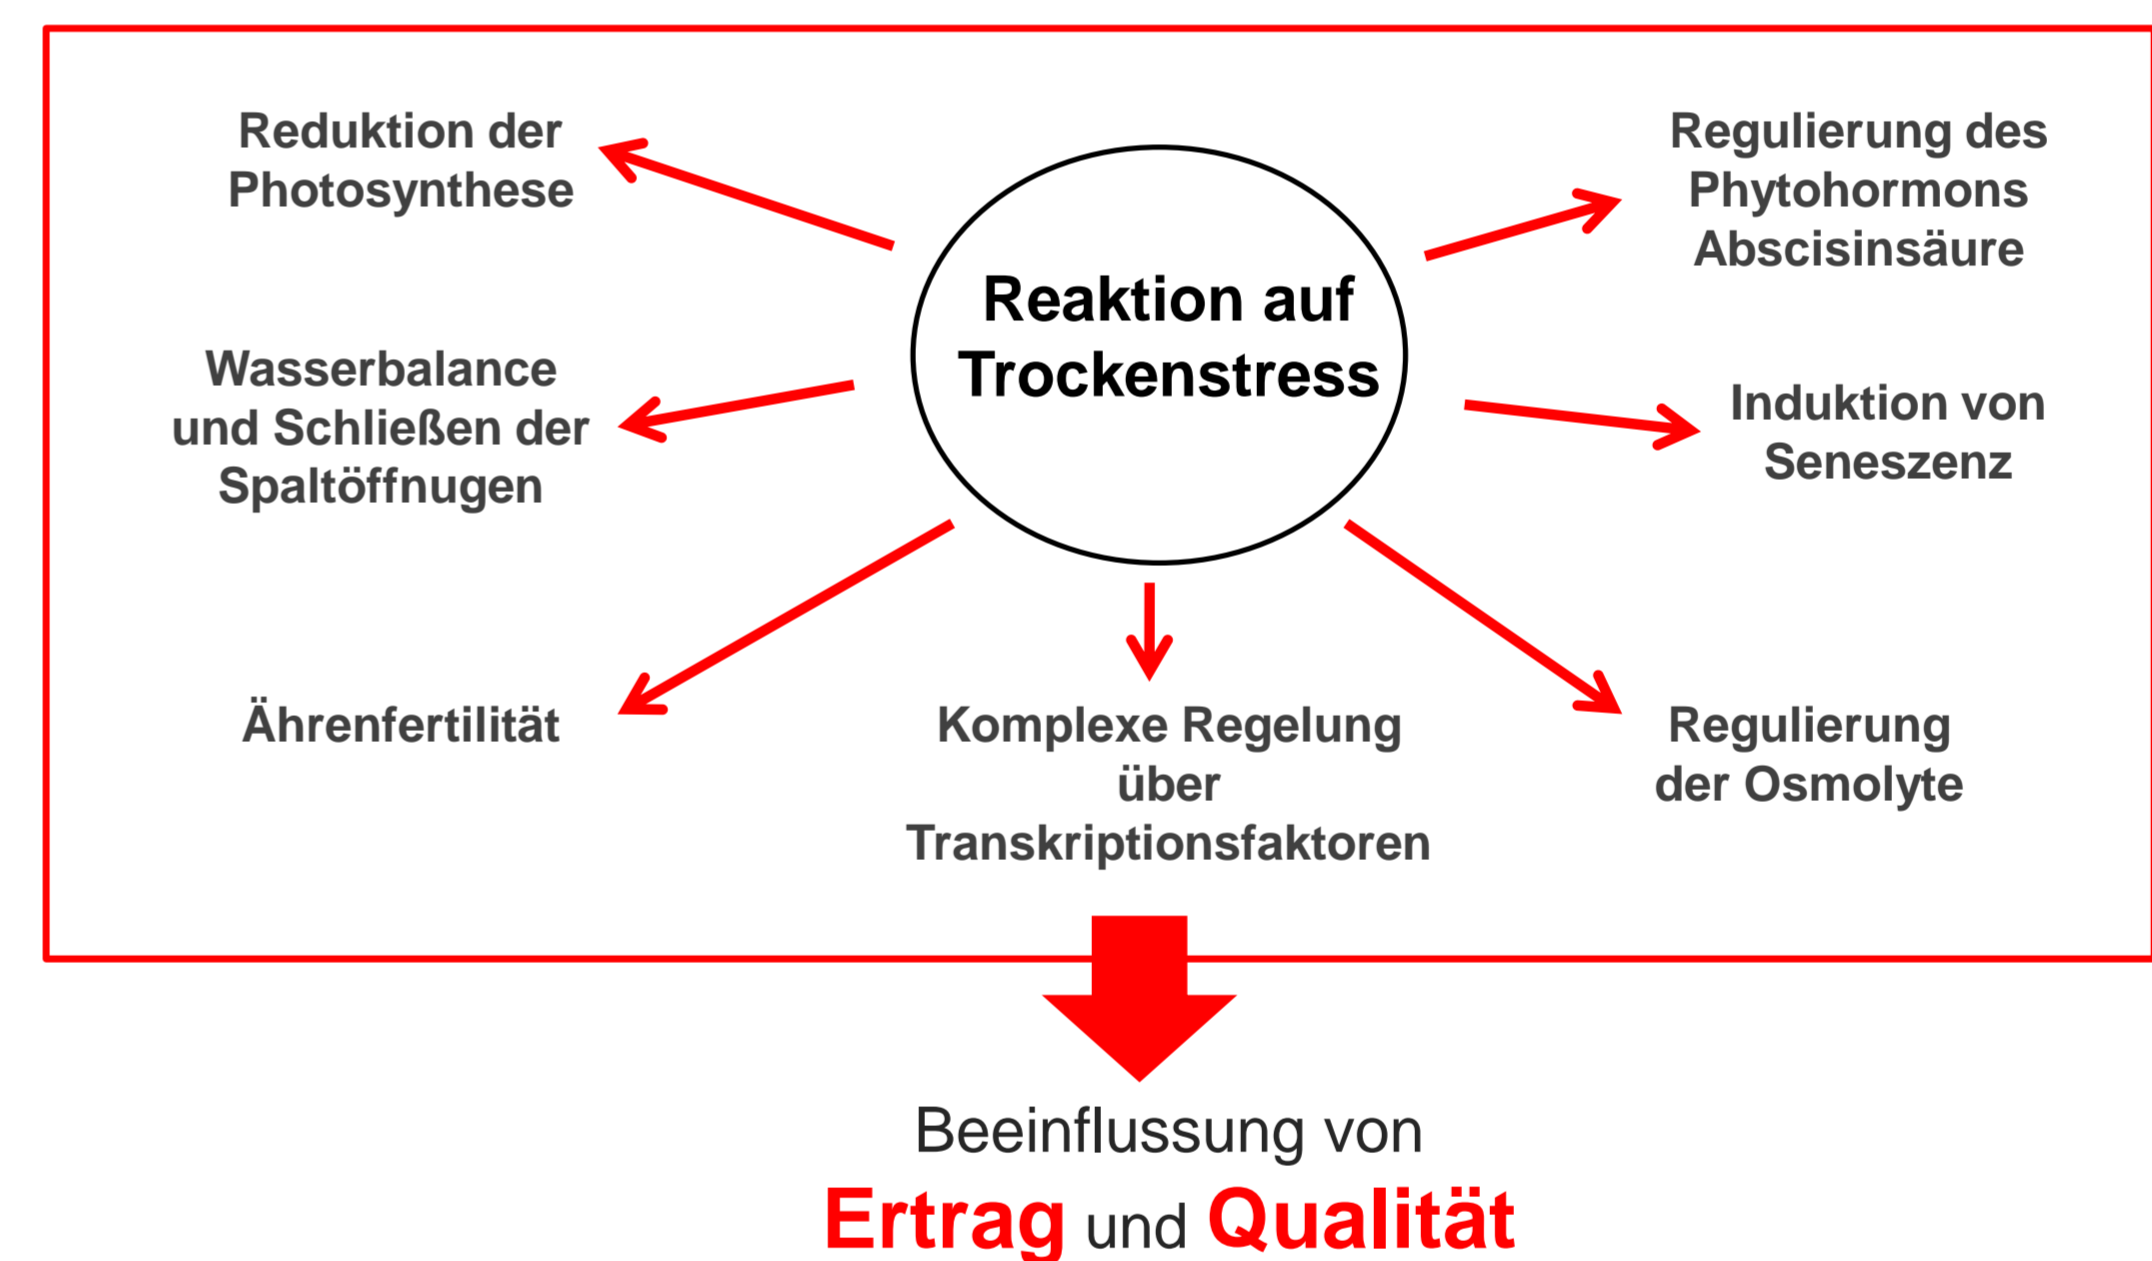 Reduktion der
Photosynthese
Wasserbalance
und Schließen der
Spaltöffnugen
Ährenfertilität
Reaktion auf
Trockenstress
Komplexe Regelung
über
Transkriptionsfaktoren
Regulierung des
Phytohormons
Abscisinsäure
Induktion von
Seneszenz
Regulierung
der Osmolyte
Beeinflussung von
Ertrag und Qualität